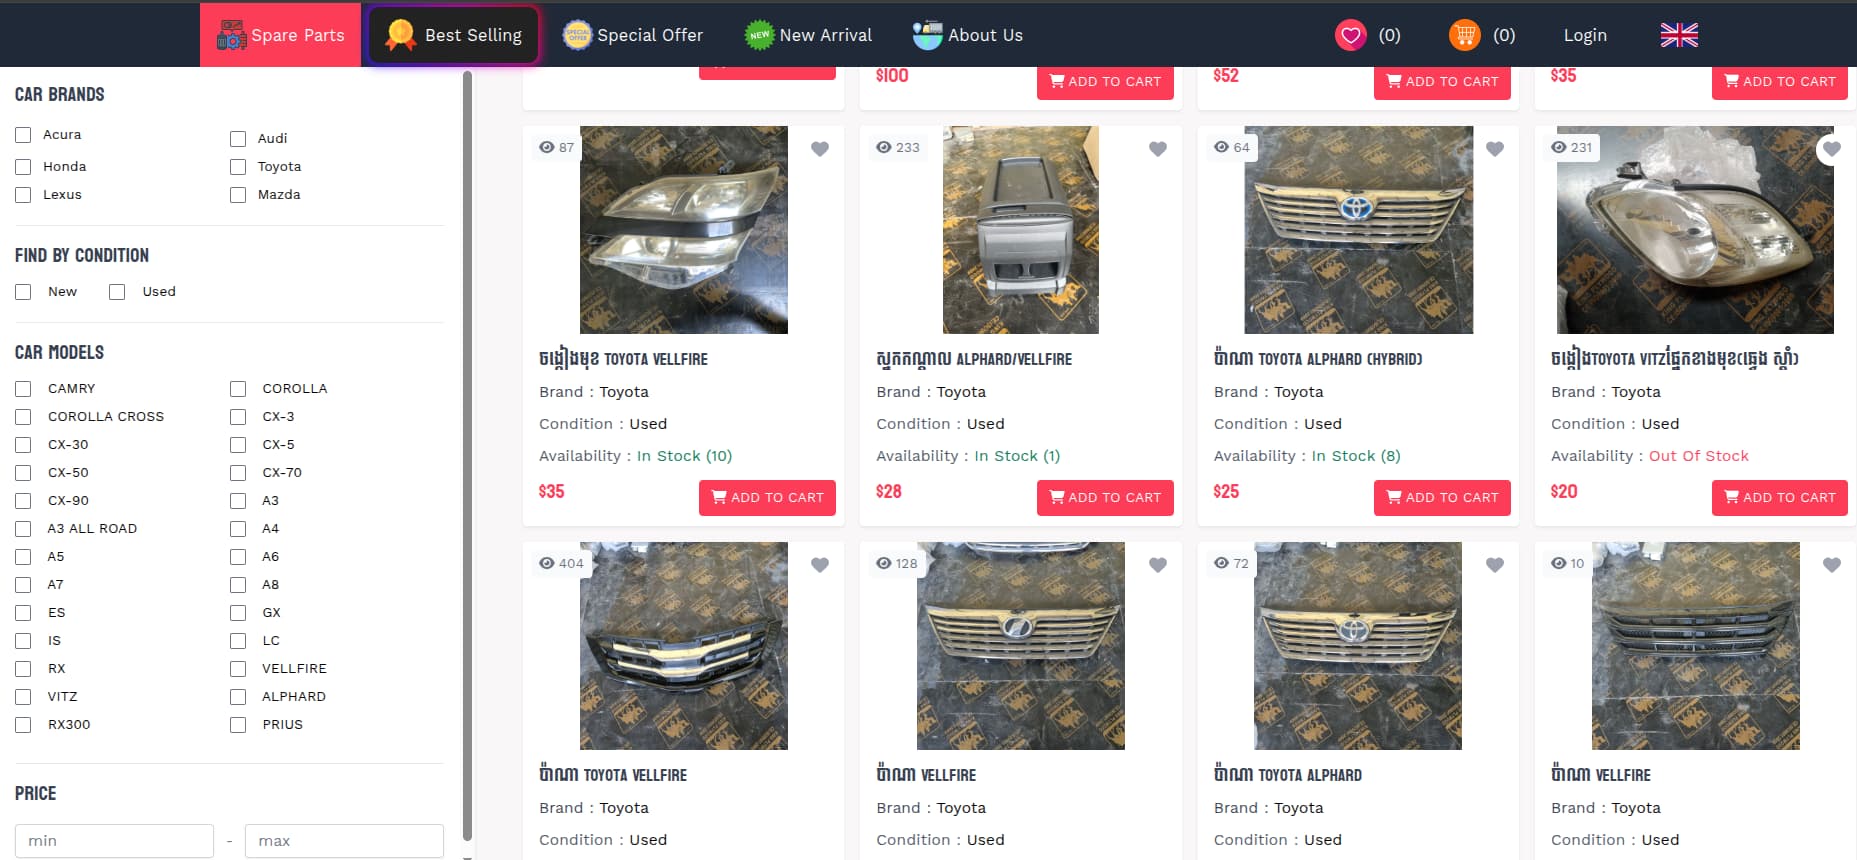 Spare Parts
Best Selling
Special Offer
New Arrival
About Us
(0)
(0)
Login
CAR BRANDS
Acura
Audi
Honda
Toyota
Lexus
Mazda
FIND BY CONDITION
New
Used
CAR MODELS
CAMRY
COROLLA
COROLLA CROSS
CX-3
CX-30
CX-5
CX-50
CX-70
CX-90
A3
A3 ALL ROAD
A4
A5
A6
A7
A8
ES
GX
IS
LC
RX
VELLFIRE
VITZ
ALPHARD
RX300
PRIUS
PRICE
min
-
max
$100
ADD TO CART
$52
ADD TO CART
$35
ADD TO CART
87
ចង្កៀងមុខ TOYOTA VELLFIRE
Brand : Toyota
Condition : Used
Availability : In Stock (10)
$35
ADD TO CART
233
ស្នូកកណ្តាល ALPHARD/VELLFIRE
Brand : Toyota
Condition : Used
Availability : In Stock (1)
$28
ADD TO CART
64
ប៉ាណា TOYOTA ALPHARD (HYBRID)
Brand : Toyota
Condition : Used
Availability : In Stock (8)
$25
ADD TO CART
231
ចង្កៀងTOYOTA VITZផ្នែកខាងមុខ(ឆ្វេង ស្តាំ)
Brand : Toyota
Condition : Used
Availability : Out Of Stock
$20
ADD TO CART
404
ប៉ាណា TOYOTA VELLFIRE
Brand : Toyota
Condition : Used
128
ប៉ាណា VELLFIRE
Brand : Toyota
Condition : Used
72
ប៉ាណា TOYOTA ALPHARD
Brand : Toyota
Condition : Used
10
ប៉ាណា VELLFIRE
Brand : Toyota
Condition : Used